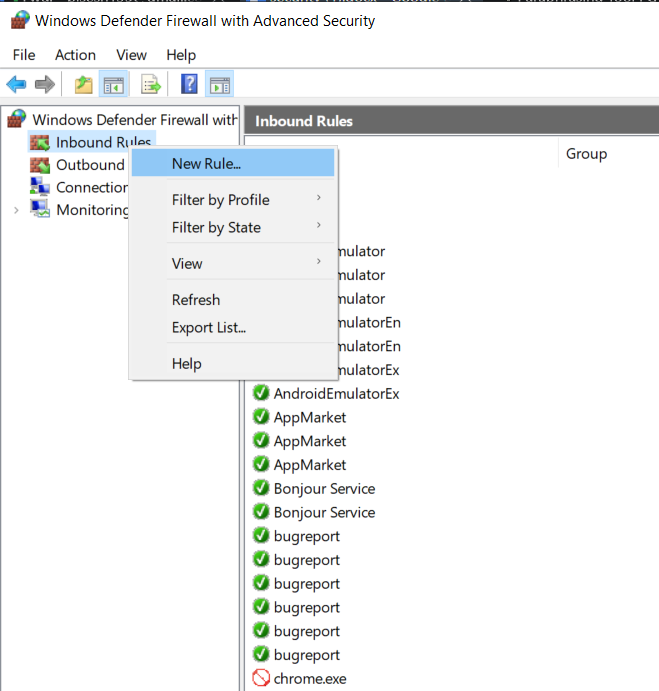 Windows Defender Firewall with Advanced Security
File Action View Help
Windows Defender Firewall with
Inbound Rules
Outbound
Connection
Monitoring
New Rule...
Filter by Profile
Filter by State
View
Refresh
Export List...
Help
Inbound Rules
Group
mulator
mulator
mulator
mulatorEn
mulatorEn
mulatorEx
AndroidEmulatorEx
AppMarket
AppMarket
AppMarket
Bonjour Service
Bonjour Service
bugreport
bugreport
bugreport
bugreport
bugreport
bugreport
chrome.exe